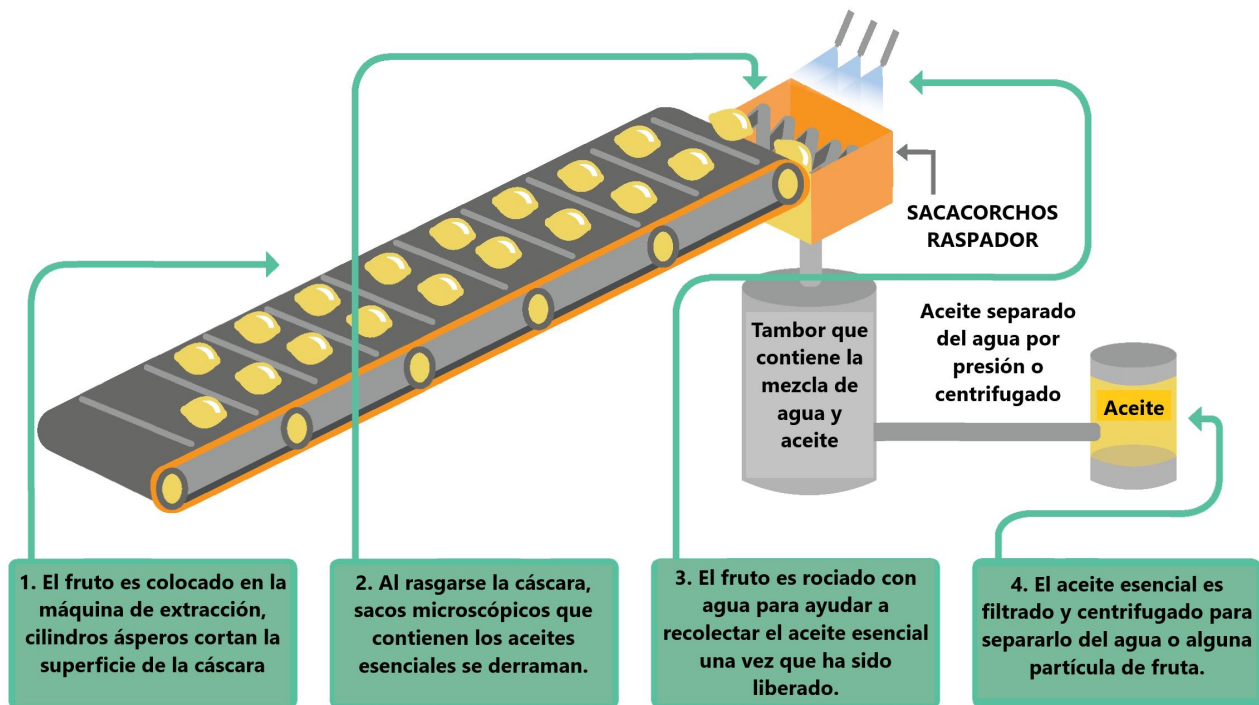 SACACORCHOS
RASPADOR
Tambor que
contiene la
mezcla de
agua y
aceite
Aceite separado
del agua por
presión o
centrifugado
Aceite
1. El fruto es colocado en la
máquina de extracción,
cilindros ásperos cortan la
superficie de la cáscara
2. Al rasgarse la cáscara,
sacos microscópicos que
contienen los aceites
esenciales se derraman.
3. El fruto es rociado con
agua para ayudar a
recolectar el aceite esencial
una vez que ha sido
liberado.
4. El aceite esencial es
filtrado y centrifugado para
separarlo del agua o alguna
partícula de fruta.